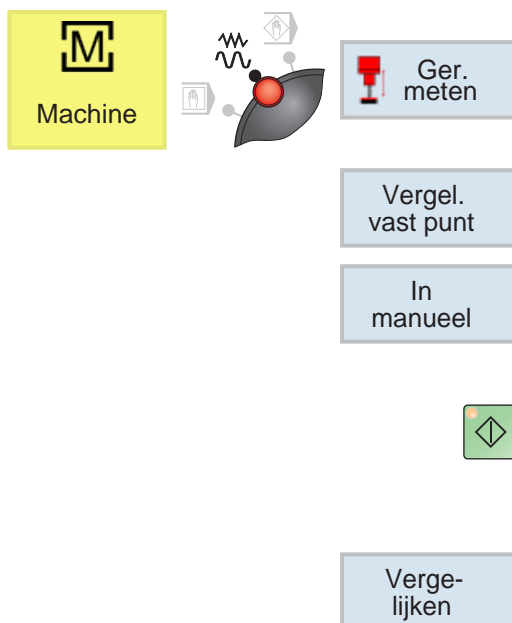 M
Machine
Ger.
meten
Vergel.
vast punt
In
manueel
Verge-
lijken